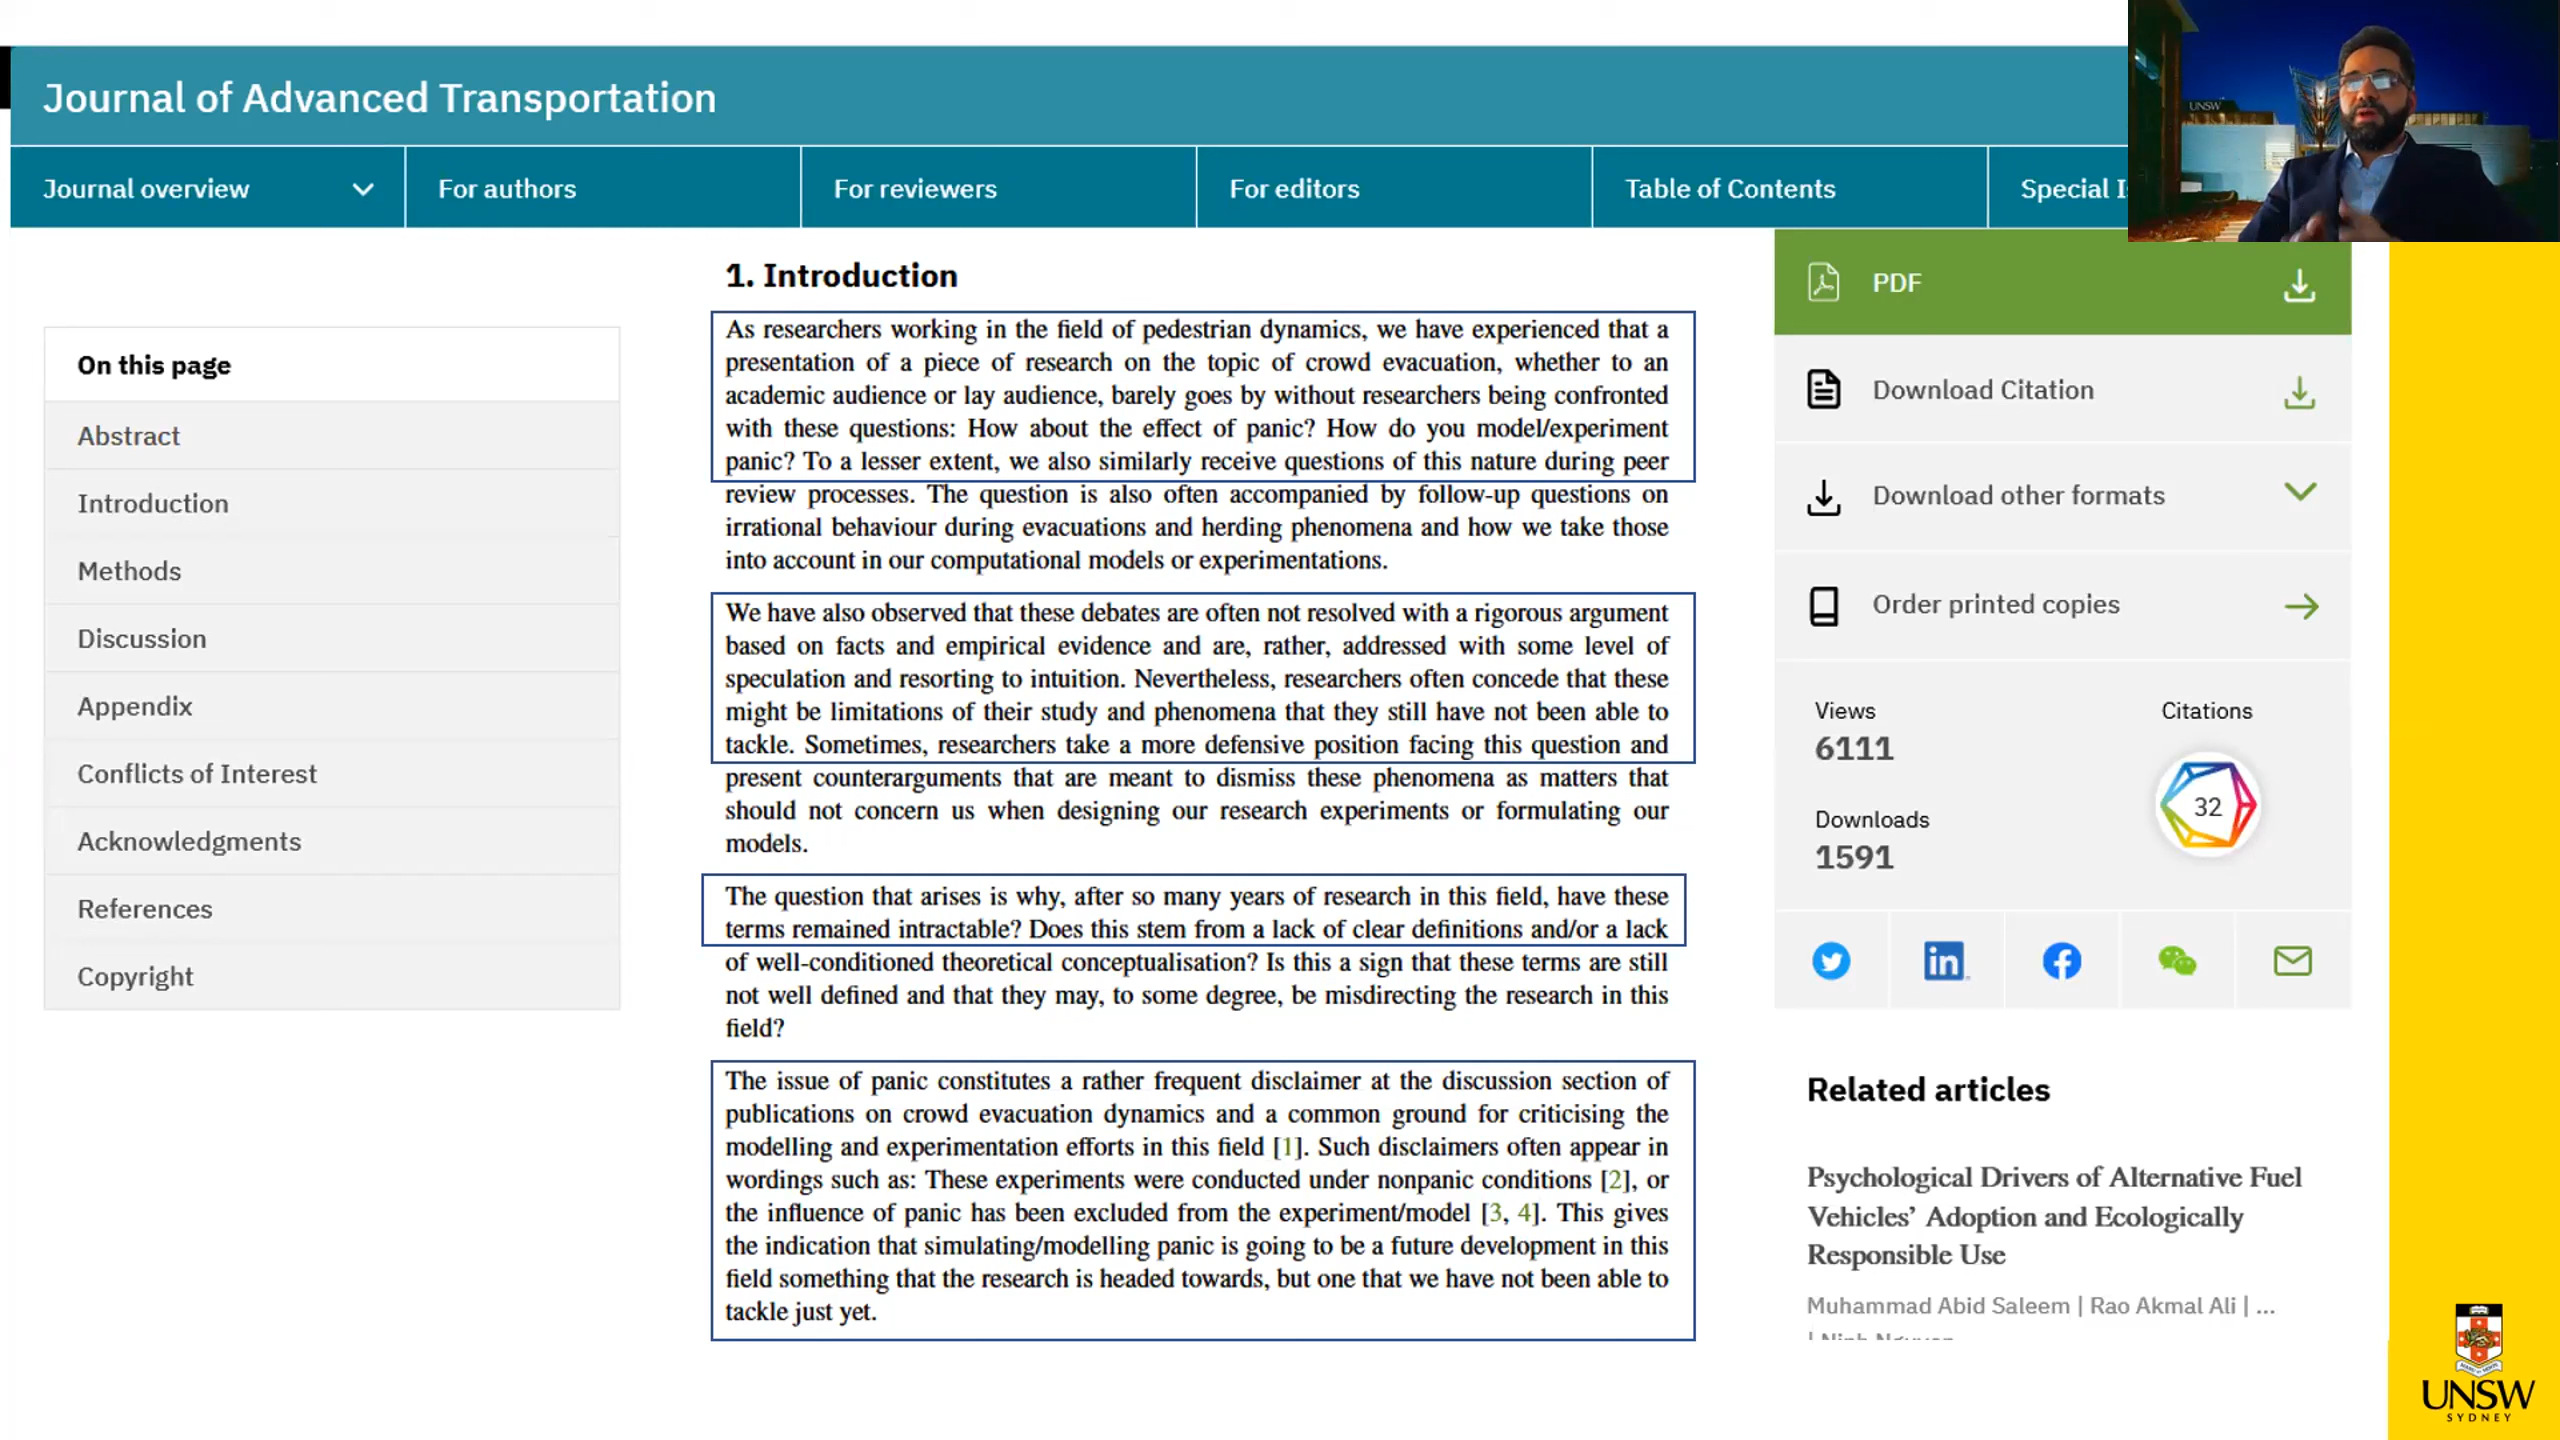 Journal of Advanced Transportation
Journal overview
For authors
For reviewers
For editors
Table of Contents
Special I
UNSW
On this page
Abstract
Introduction
Methods
Discussion
Appendix
Conflicts of Interest
Acknowledgments
References
Copyright
1. Introduction
As researchers working in the field of pedestrian dynamics, we have experienced that a
presentation of a piece of research on the topic of crowd evacuation, whether to an
academic audience or lay audience, barely goes by without researchers being confronted
with these questions: How about the effect of panic? How do you model/experiment
panic? To a lesser extent, we also similarly receive questions of this nature during peer
review processes. The question is also often accompanied by follow-up questions on
irrational behaviour during evacuations and herding phenomena and how we take those
into account in our computational models or experimentations.
We have also observed that these debates are often not resolved with a rigorous argument
based on facts and empirical evidence and are, rather, addressed with some level of
speculation and resorting to intuition. Nevertheless, researchers often concede that these
might be limitations of their study and phenomena that they still have not been able to
tackle. Sometimes, researchers take a more defensive position facing this question and
present counterarguments that are meant to dismiss these phenomena as matters that
should not concern us when designing our research experiments or formulating our
models.
The question that arises is why, after so many years of research in this field, have these
terms remained intractable? Does this stem from a lack of clear definitions and/or a lack
of well-conditioned theoretical conceptualisation? Is this a sign that these terms are still
not well defined and that they may, to some degree, be misdirecting the research in this
field?
The issue of panic constitutes a rather frequent disclaimer at the discussion section of
publications on crowd evacuation dynamics and a common ground for criticising the
modelling and experimentation efforts in this field [1]. Such disclaimers often appear in
wordings such as: These experiments were conducted under nonpanic conditions [2], or
the influence of panic has been excluded from the experiment/model [3, 4]. This gives
the indication that simulating/modelling panic is going to be a future development in this
field something that the research is headed towards, but one that we have not been able to
tackle just yet.
PDF
Download Citation
Download other formats
Order printed copies
Views
6111
Citations
32
Downloads
1591
Related articles
Psychological Drivers of Alternative Fuel
Vehicles’ Adoption and Ecologically
Responsible Use
Muhammad Abid Saleem | Rao Akmal Ali | ...
UNSW
SYDNEY